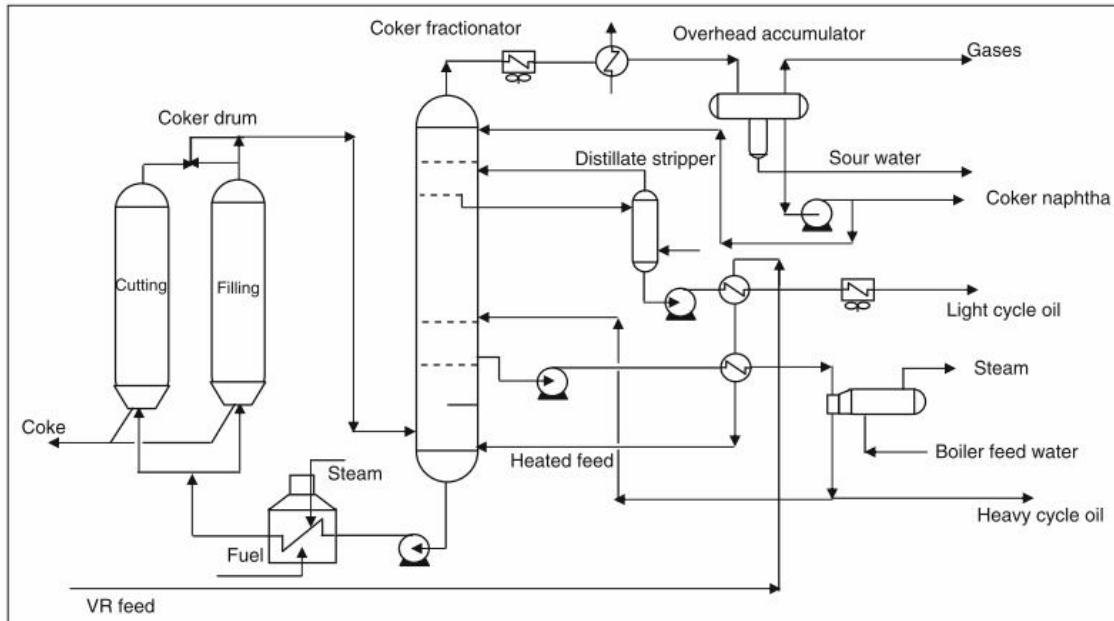 Coker fractionator
Overhead accumulator
Gases
Coker drum
Distillate stripper
Sour water
Coker naphtha
Cutting
Filling
Light cycle oil
Steam
Coke
Heated feed
Boiler feed water
Steam
Heavy cycle oil
Fuel
VR feed